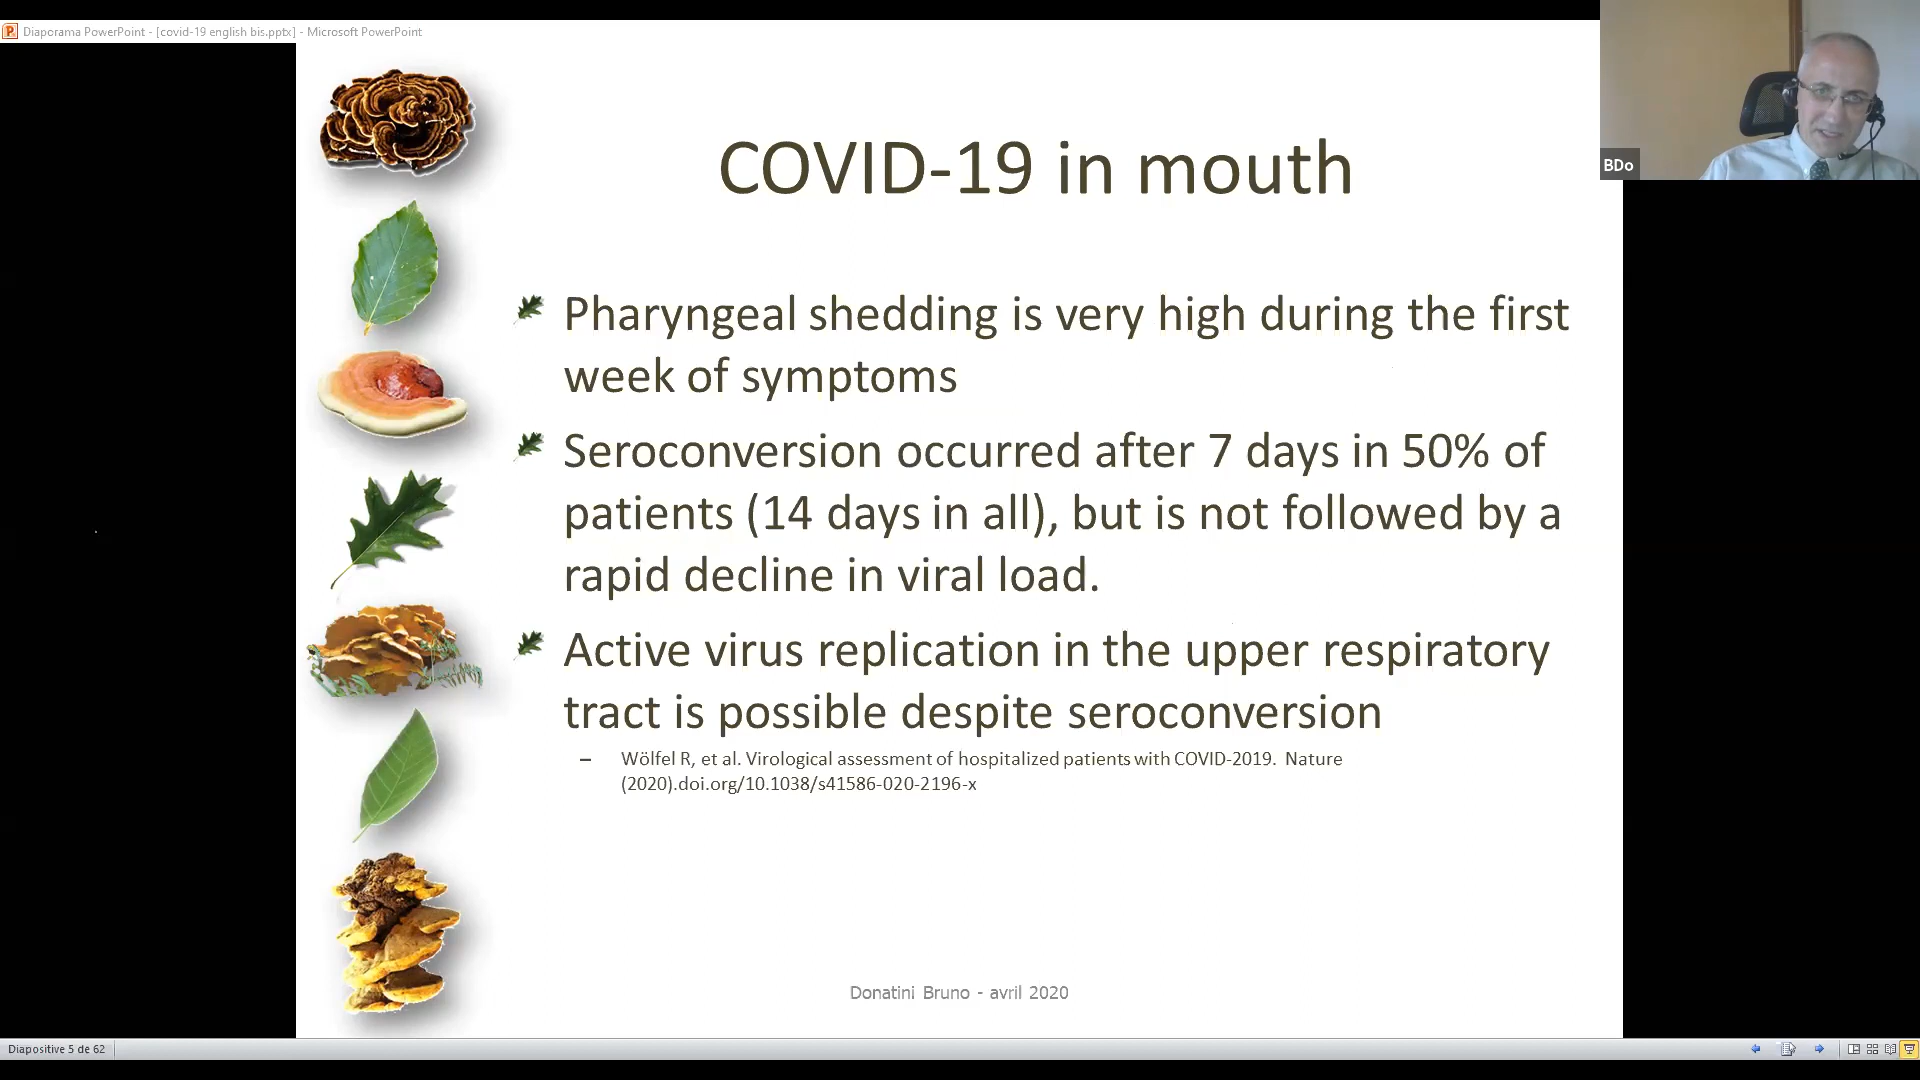 Diaporama PowerPoint - [covid-19 english bis.pptx] - Microsoft PowerPoint
BDo
COVID-19 in mouth
Pharyngeal shedding is very high during the first
week of symptoms
Seroconversion occurred after 7 days in 50% of
patients (14 days in all), but is not followed by a
rapid decline in viral load.
Active virus replication in the upper respiratory
tract is possible despite seroconversion
– Wölfel R, et al. Virological assessment of hospitalized patients with COVID-2019. Nature
(2020).doi.org/10.1038/s41586-020-2196-x
Donatini Bruno - avril 2020
Diapositive 5 de 62